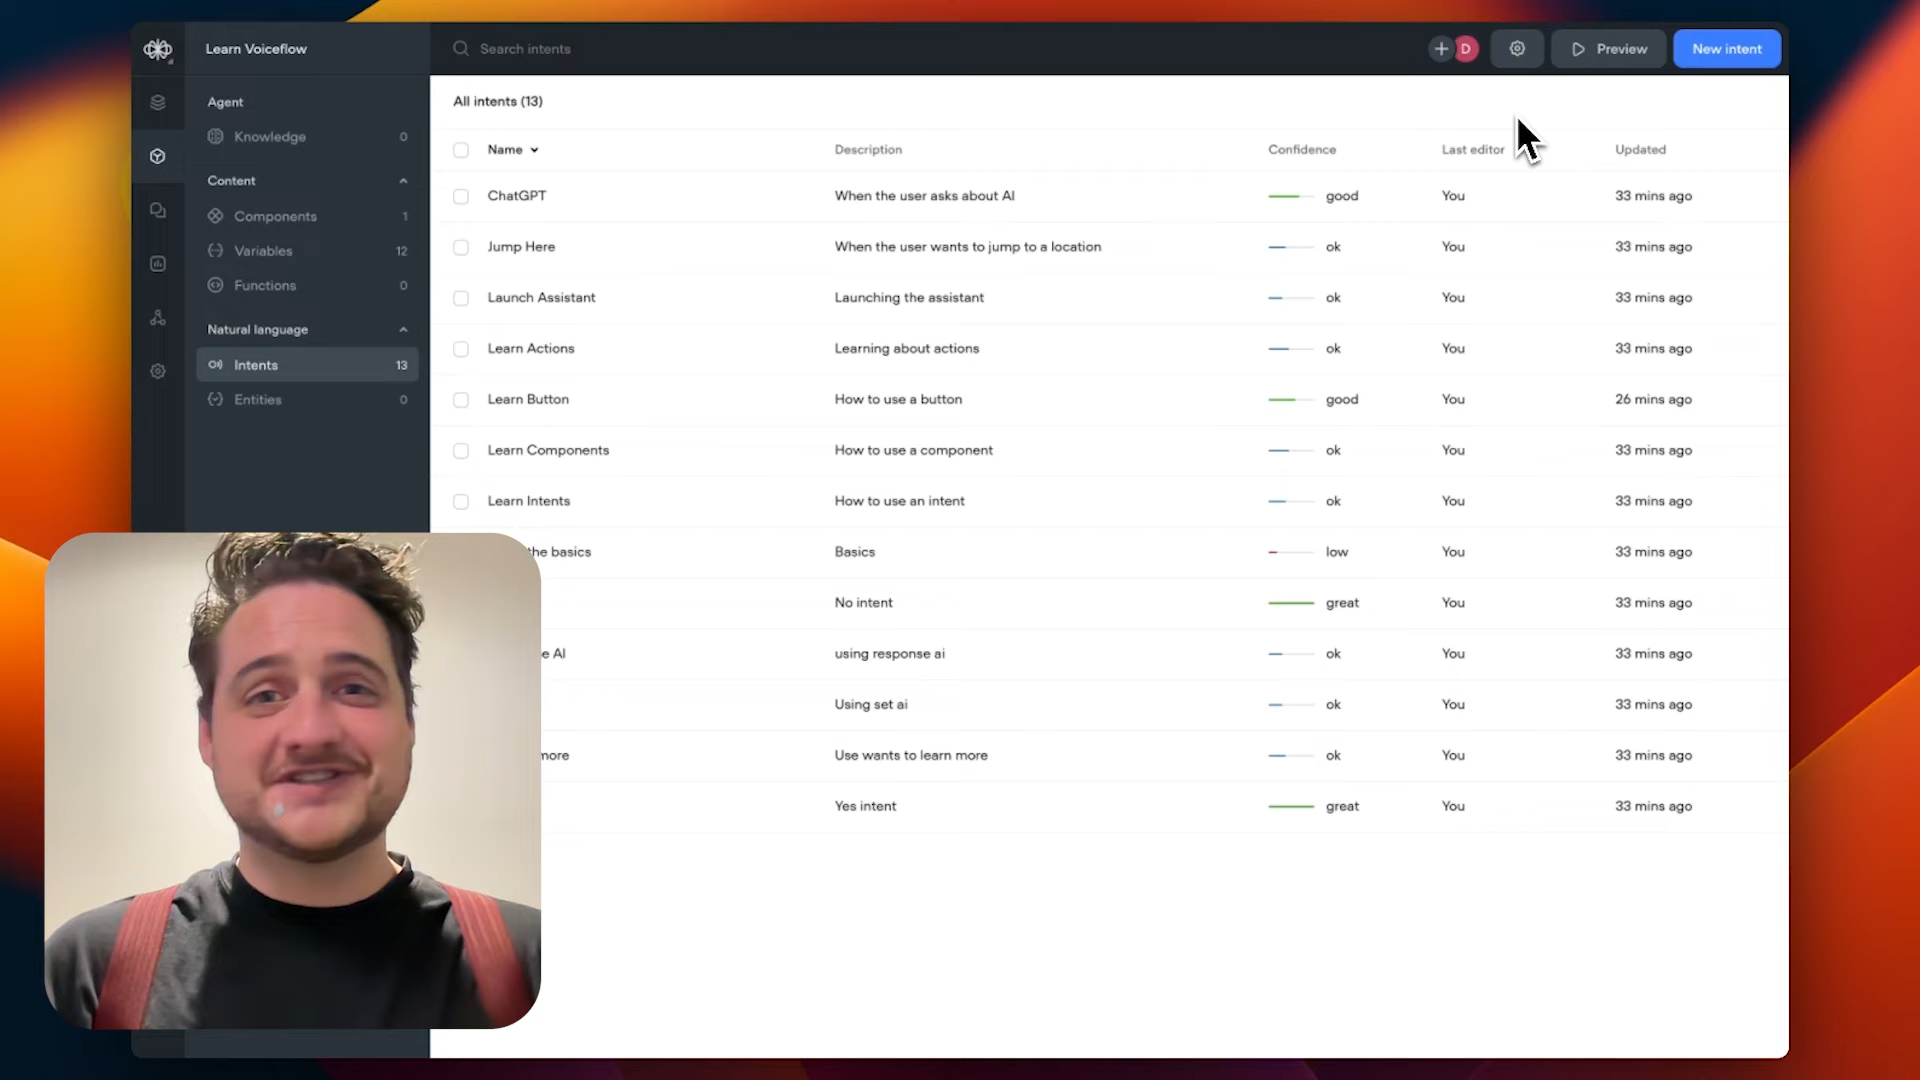 Learn Voiceflow
Search intents
D
Preview
New intent
Agent
Knowledge 0
Content
Components 1
Variables 12
Functions 0
Natural language
Intents 13
Entities 0
All intents (13)
Name Description Confidence Last editor Updated
ChatGPT When the user asks about AI good You 33 mins ago
Jump Here When the user wants to jump to a location ok You 33 mins ago
Launch Assistant Launching the assistant ok You 33 mins ago
Learn Actions Learning about actions ok You 33 mins ago
Learn Button How to use a button good You 26 mins ago
Learn Components How to use a component ok You 33 mins ago
Learn Intents How to use an intent ok You 33 mins ago
the basics Basics low You 33 mins ago
No intent great You 33 mins ago
e AI using response ai ok You 33 mins ago
Using set ai ok You 33 mins ago
more Use wants to learn more ok You 33 mins ago
Yes intent great You 33 mins ago